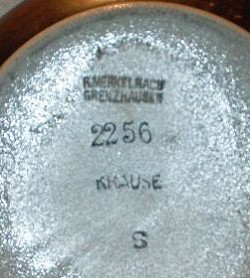 R.MERKELBACH
GRENZHAUSEN
2256
KRAUSE
S